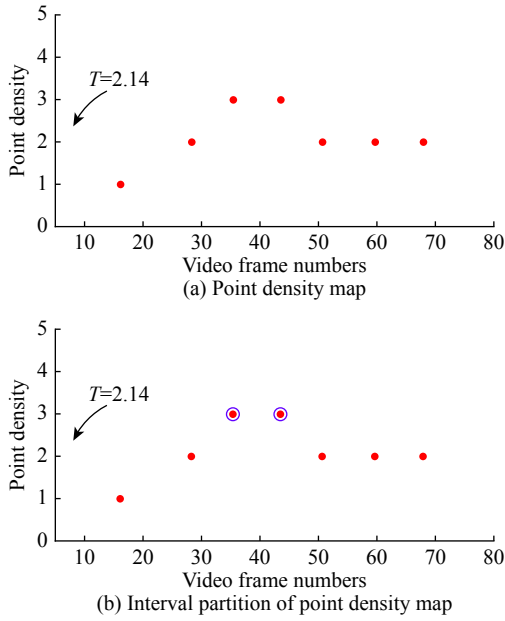 5
4
3
2
1
0
Point density
T=2.14
10 20 30 40 50 60 70 80
Video frame numbers
(a) Point density map
5
4
3
2
1
0
Point density
T=2.14
10 20 30 40 50 60 70 80
Video frame numbers
(b) Interval partition of point density map